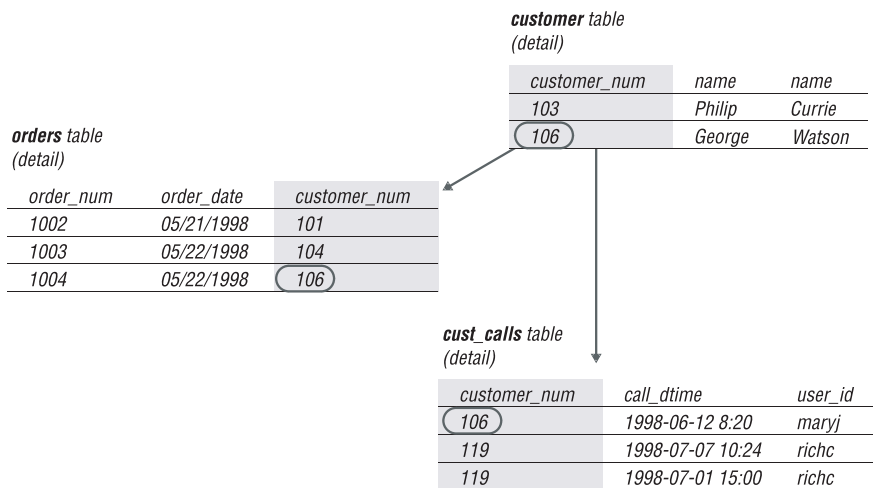 customer table
(detail)
customer_num name name
103 Philip Currie
106 George Watson
orders table
(detail)
order_num order_date customer_num
1002 05/21/1998 101
1003 05/22/1998 104
1004 05/22/1998 106
cust_calls table
(detail)
customer_num call_dtime user_id
106 1998-06-12 8:20 maryj
119 1998-07-07 10:24 richc
119 1998-07-01 15:00 richc